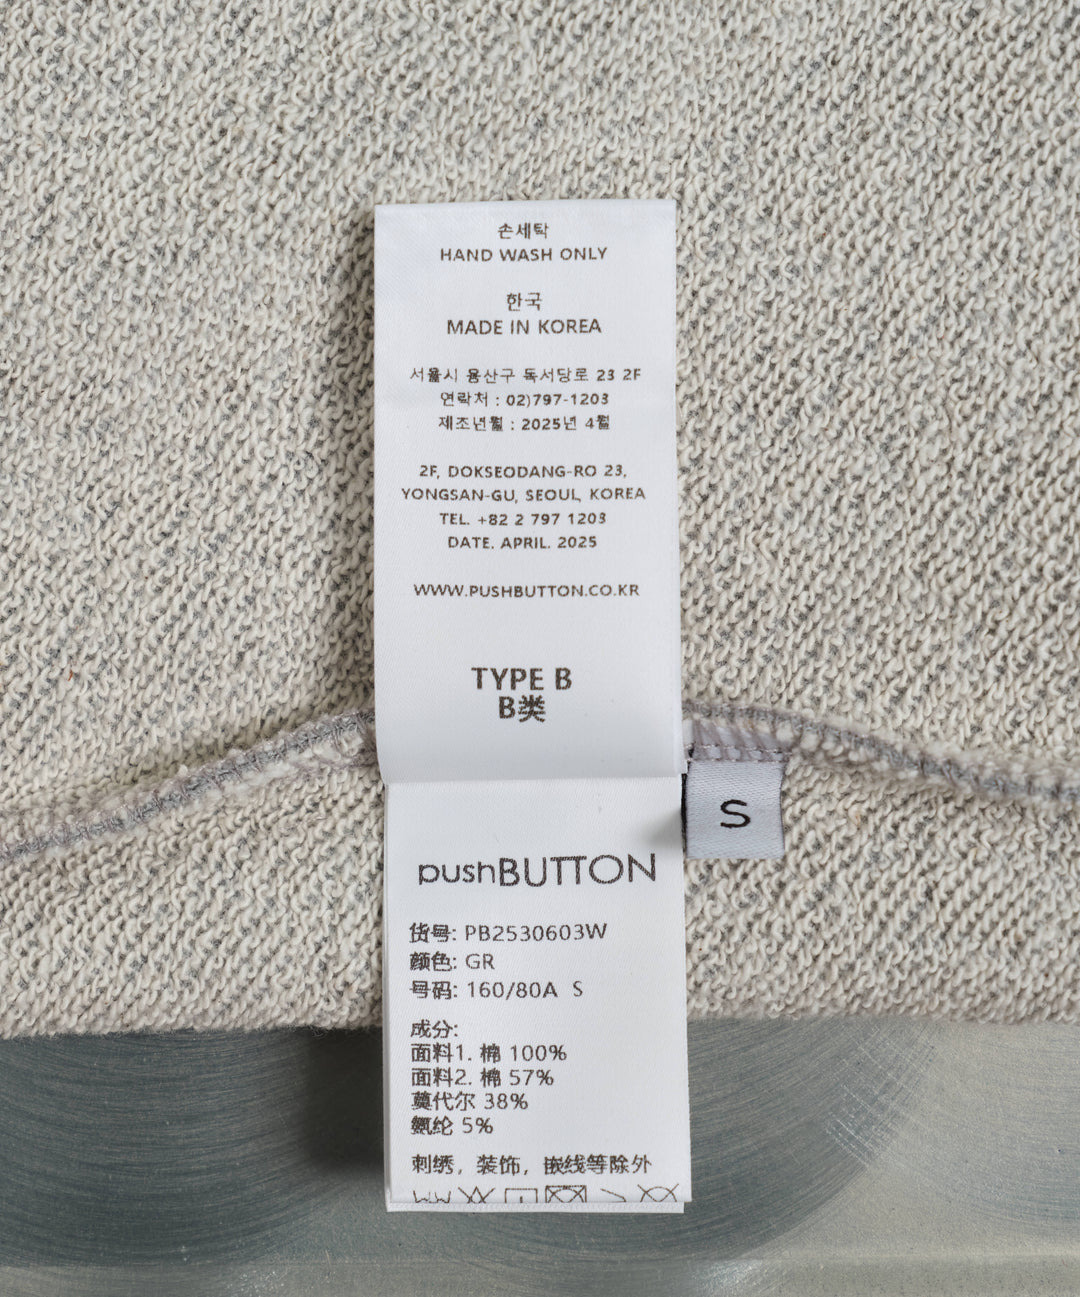 손세탁
HAND WASH ONLY
한국
MADE IN KOREA
서울시 용산구 독서당로 23 2F
연락처 : 02)797-1203
제조년월 : 2025년 4월
2F, DOKSEODANG-RO 23,
YONGSAN-GU, SEOUL, KOREA
TEL. +82 2 797 1203
DATE. APRIL. 2025
WWW.PUSHBUTTON.CO.KR
TYPE B
B类
S
pushBUTTON
货号: PB2530603W
颜色: GR
号码: 160/80A S
成分:
面料1. 棉 100%
面料2. 棉 57%
莫代尔 38%
氨纶 5%
刺绣，装饰，嵌线等除外